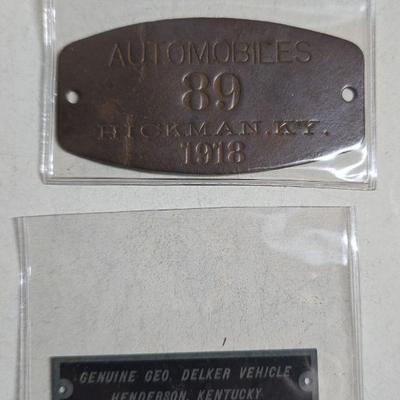 AUTOMOBILES
89
HICKMAN, KY.
1918
GENUINE GEO. DELKER VEHICLE
HENDERSON, KENTUCKY